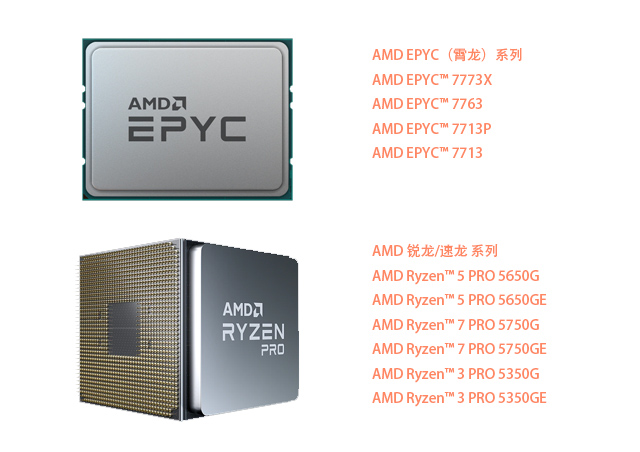 AMD
EPYC
AMD EPYC（霄龙）系列
AMD EPYC™ 7773X
AMD EPYC™ 7763
AMD EPYC™ 7713P
AMD EPYC™ 7713
AMD
RYZEN
PRO
AMD 锐龙/速龙 系列
AMD Ryzen™ 5 PRO 5650G
AMD Ryzen™ 5 PRO 5650GE
AMD Ryzen™ 7 PRO 5750G
AMD Ryzen™ 7 PRO 5750GE
AMD Ryzen™ 3 PRO 5350G
AMD Ryzen™ 3 PRO 5350GE